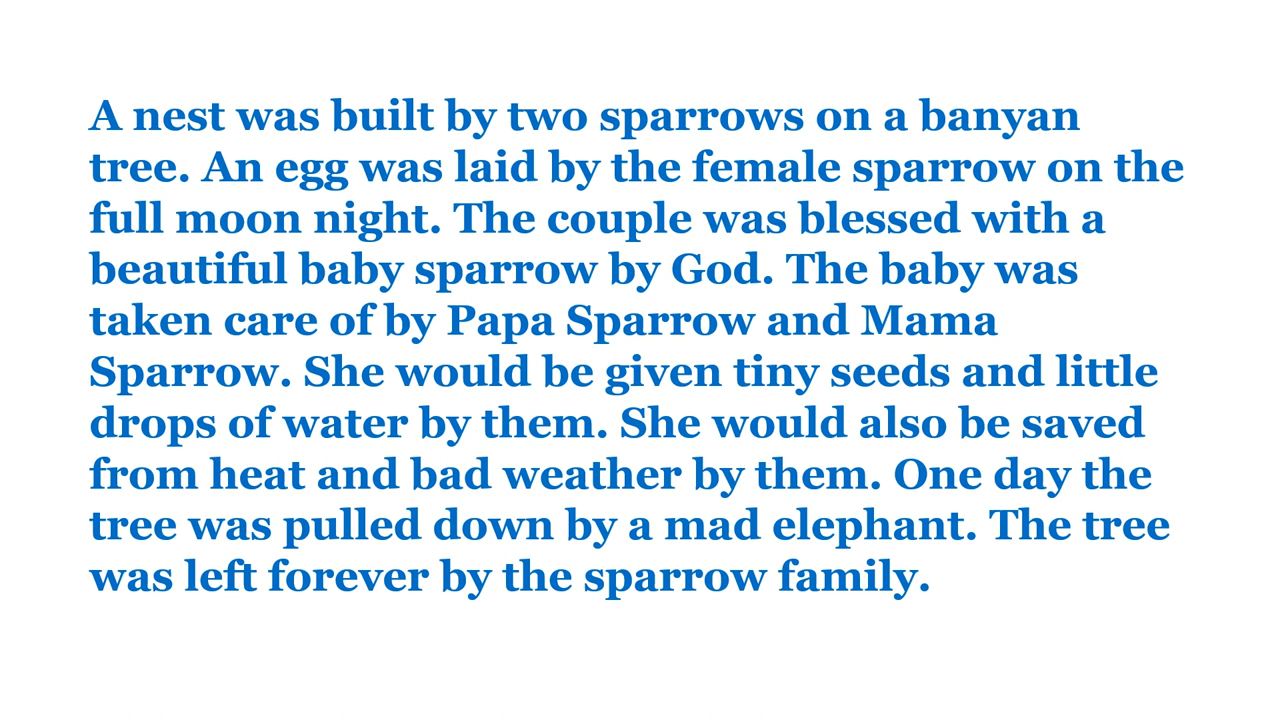 A nest was built by two sparrows on a banyan
tree. An egg was laid by the female sparrow on the
full moon night. The couple was blessed with a
beautiful baby sparrow by God. The baby was
taken care of by Papa Sparrow and Mama
Sparrow. She would be given tiny seeds and little
drops of water by them. She would also be saved
from heat and bad weather by them. One day the
tree was pulled down by a mad elephant. The tree
was left forever by the sparrow family.